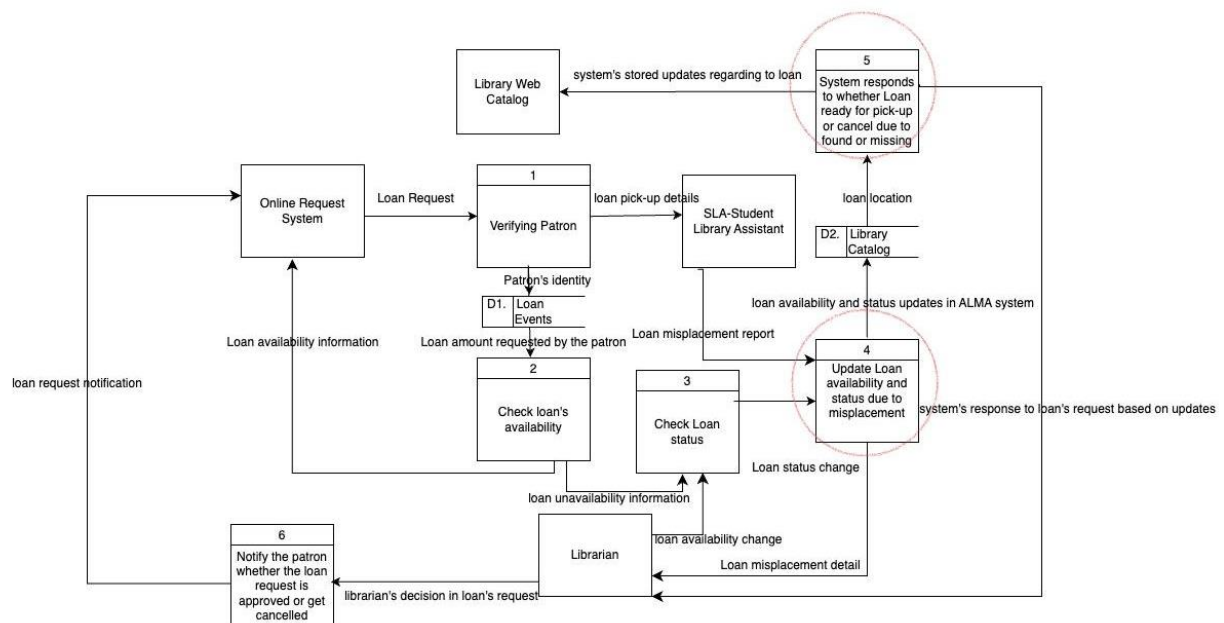 5
system's stored updates regarding to loan
Library Web
Catalog
System responds
to whether Loan
ready for pick-up
or cancel due to
found or missing
1
Online Request
System
Loan Request
Verifying Patron
loan pick-up details
SLA-Student
Library Assistant
loan location
D2. Library
Catalog
Patron's identity
D1. Loan
Events
loan availability and status updates in ALMA system
Loan availability information
Loan amount requested by the patron
Loan misplacement report
2
Check loan's
availability
3
Check Loan
status
4
Update Loan
availability and
status due to
misplacement
loan request notification
system's response to loan's request based on updates
Loan status change
loan unavailability information
loan availability change
Librarian
Loan misplacement detail
6
Notify the patron
whether the loan
request is
approved or get
cancelled
librarian's decision in loan's request